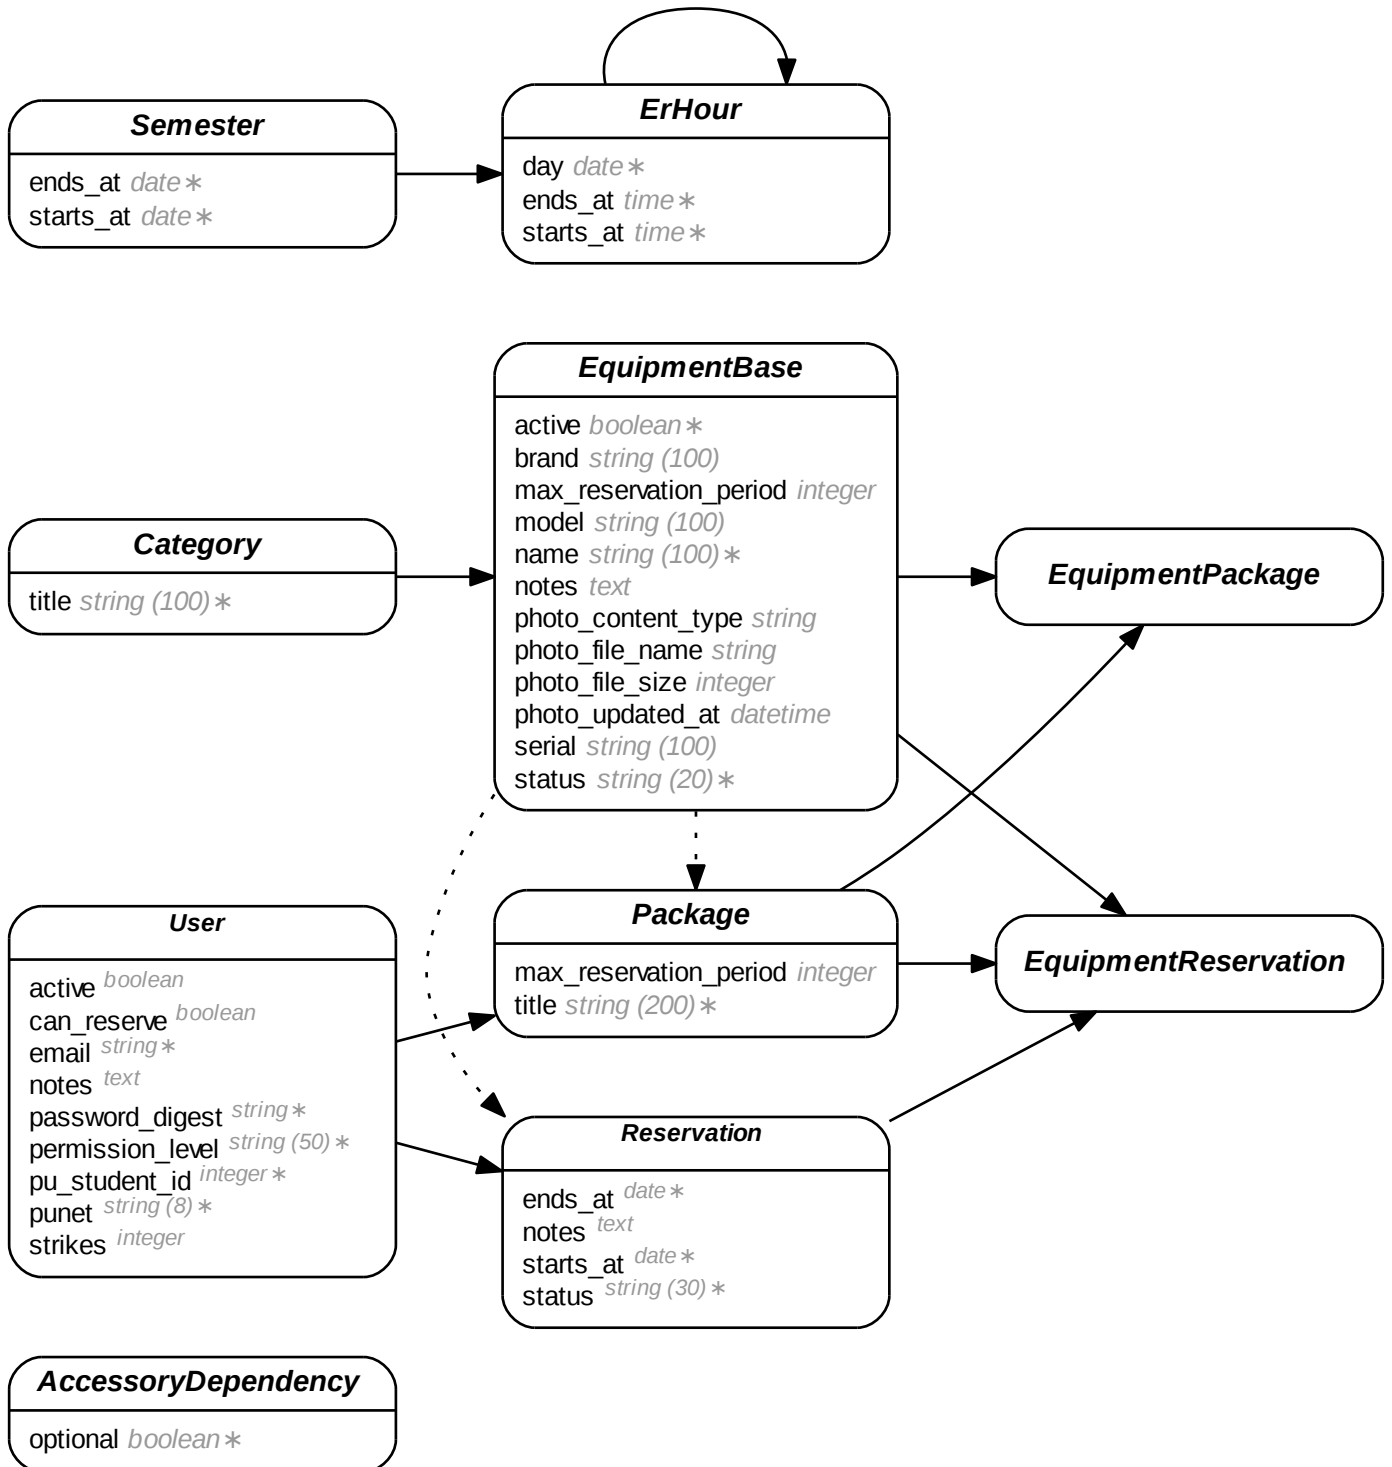 Semester
ends_at date∗
starts_at date∗
ErHour
day date∗
ends_at time∗
starts_at time∗
EquipmentBase
active boolean∗
brand string (100)
max_reservation_period integer
model string (100)
name string (100)∗
notes text
photo_content_type string
photo_file_name string
photo_file_size integer
photo_updated_at datetime
serial string (100)
status string (20)∗
Category
title string (100)∗
EquipmentPackage
User
active boolean
can_reserve boolean
email string∗
notes text
password_digest string∗
permission_level string (50)∗
pu_student_id integer∗
punet string (8)∗
strikes integer
Package
max_reservation_period integer
title string (200)∗
EquipmentReservation
Reservation
ends_at date∗
notes text
starts_at date∗
status string (30)∗
AccessoryDependency
optional boolean∗